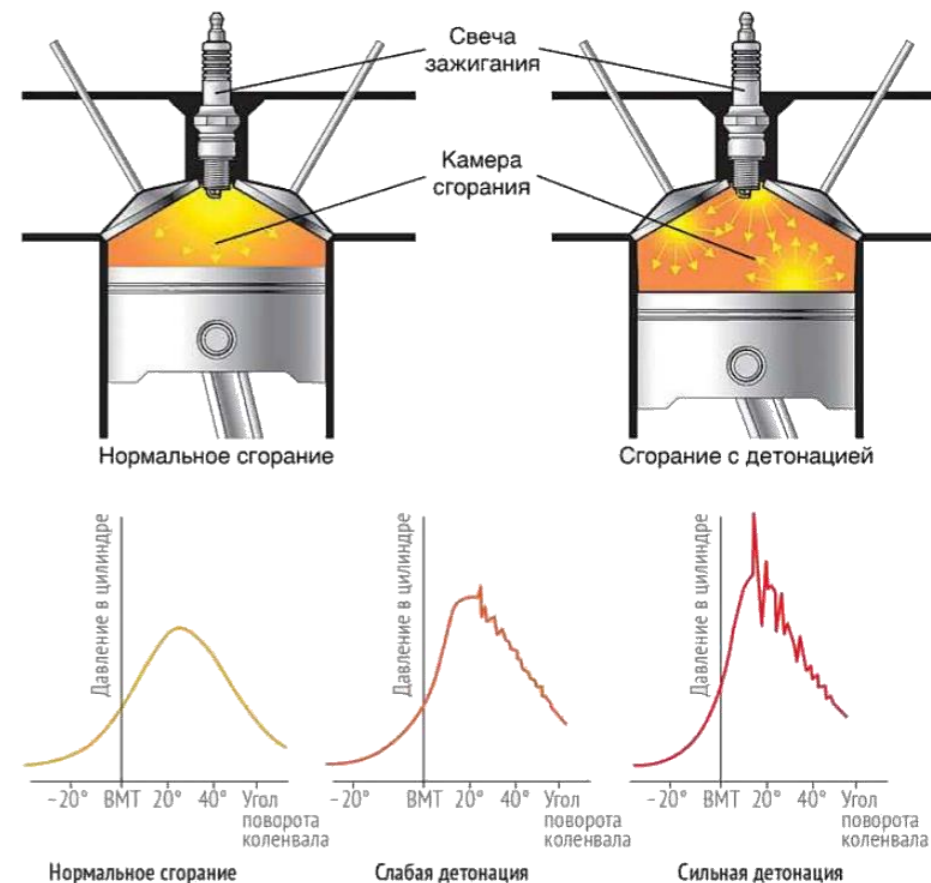 Свеча
зажигания
Камера
сгорания
Нормальное сгорание
Сгорание с детонацией
Давление в цилиндре
-20° ВМТ 20° 40° Угол
поворота
коленвала
Нормальное сгорание
Давление в цилиндре
-20° ВМТ 20° 40° Угол
поворота
коленвала
Слабая детонация
Давление в цилиндре
-20° ВМТ 20° 40° Угол
поворота
коленвала
Сильная детонация